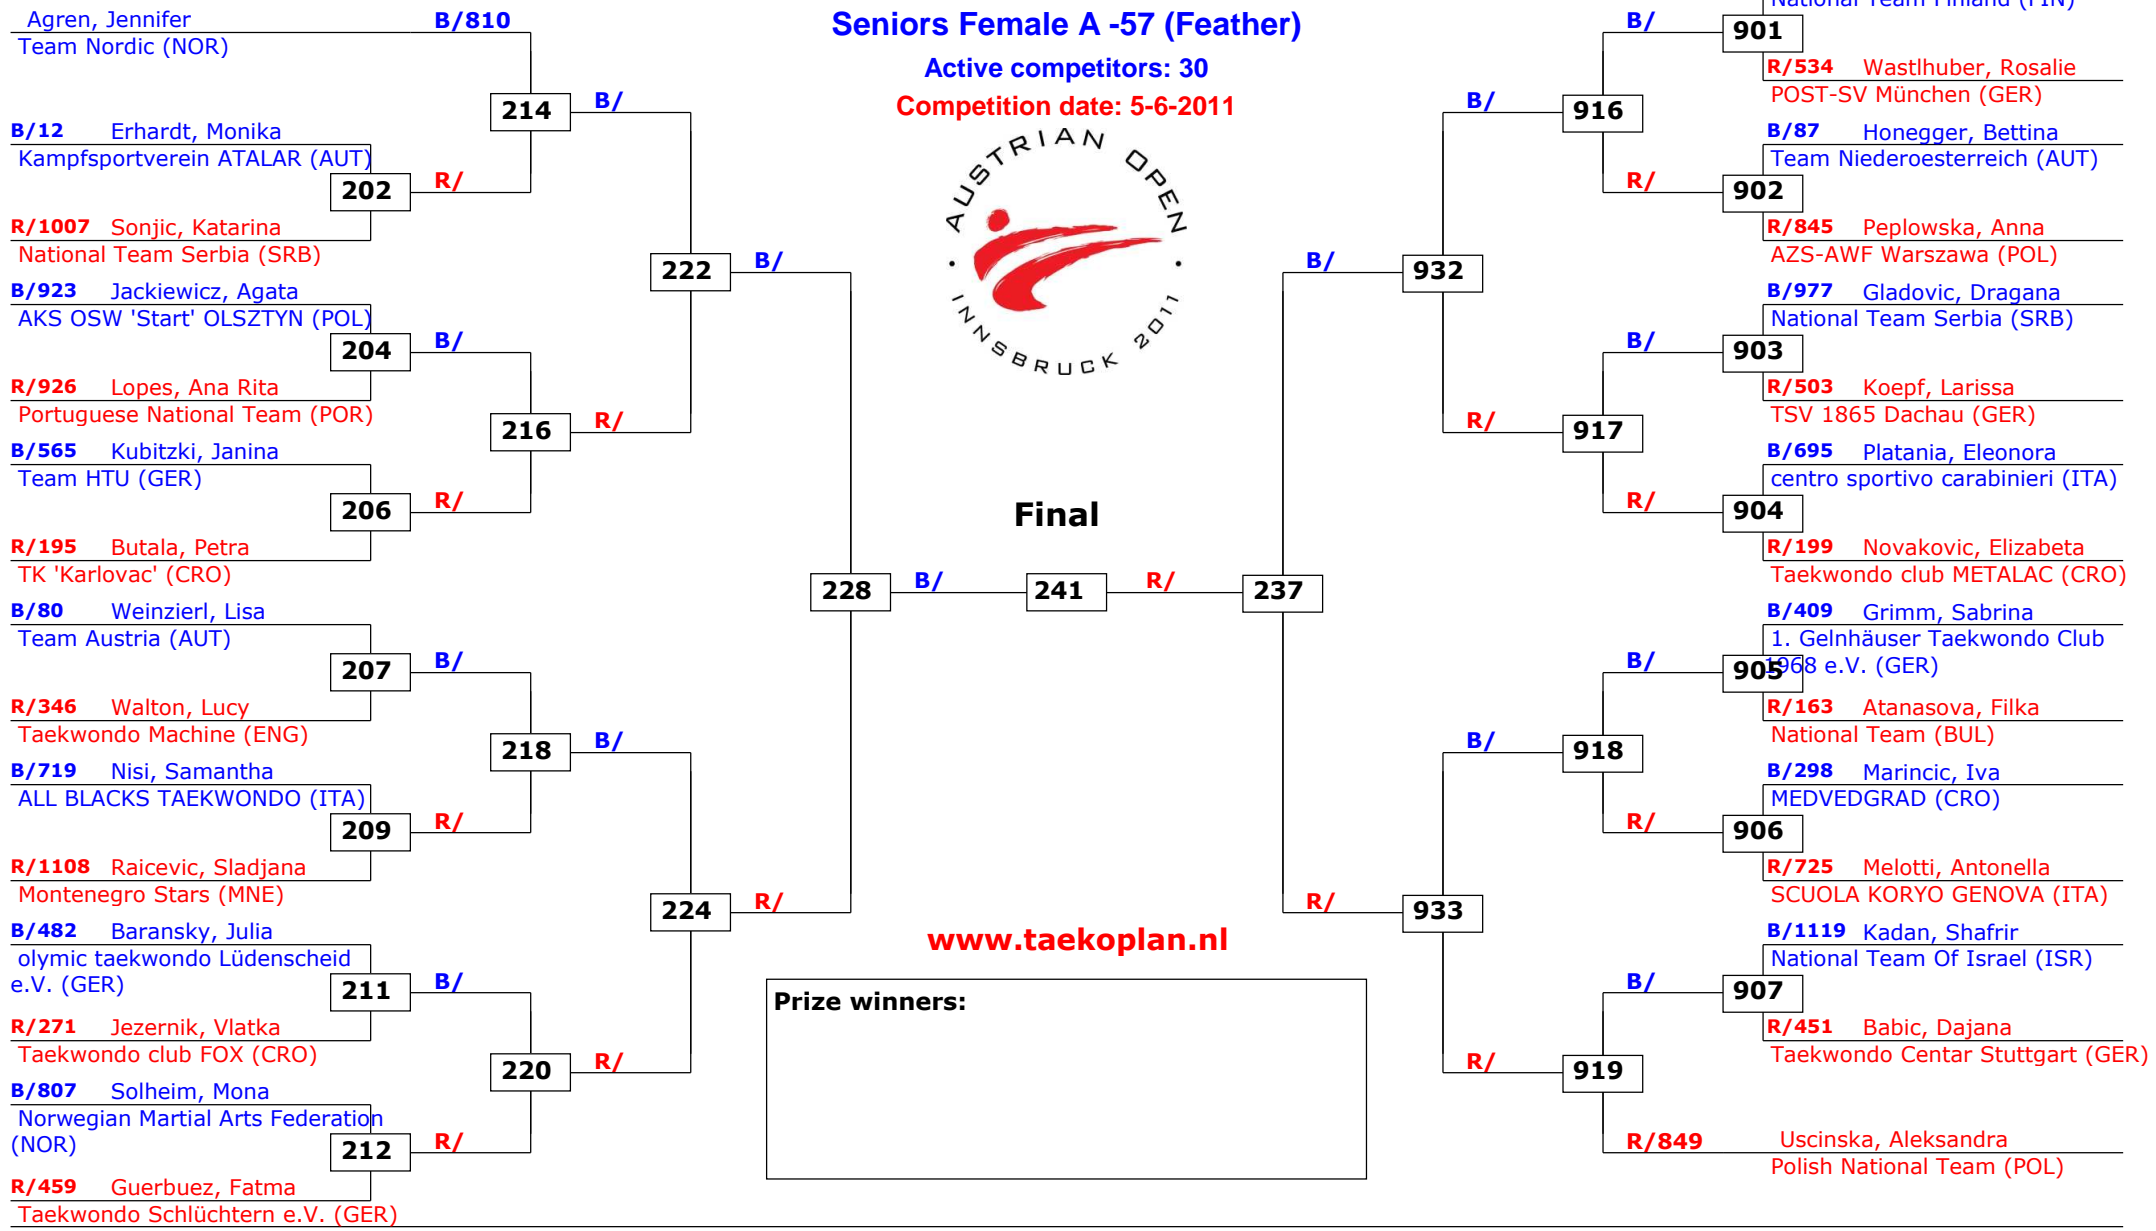 Agren, Jennifer
B/810
Team Nordic (NOR)
B/12 Erhardt, Monika
Kampfsportverein ATALAR (AUT)
R/1007 Sonjic, Katarina
National Team Serbia (SRB)
B/923 Jackiewicz, Agata
AKS OSW 'Start' OLSZTYN (POL)
R/926 Lopes, Ana Rita
Portuguese National Team (POR)
B/565 Kubitzki, Janina
Team HTU (GER)
R/195 Butala, Petra
TK 'Karlovac' (CRO)
B/80 Weinzierl, Lisa
Team Austria (AUT)
R/346 Walton, Lucy
Taekwondo Machine (ENG)
B/719 Nisi, Samantha
ALL BLACKS TAEKWONDO (ITA)
R/1108 Raicevic, Sladjana
Montenegro Stars (MNE)
B/482 Baransky, Julia
olymic taekwondo Lüdenscheid
e.V. (GER)
R/271 Jezernik, Vlatka
Taekwondo club FOX (CRO)
B/807 Solheim, Mona
Norwegian Martial Arts Federation
(NOR)
R/459 Guerbuez, Fatma
Taekwondo Schlüchtern e.V. (GER)
202
R/
204
B/
206
R/
207
B/
209
R/
211
B/
212
R/
214
B/
216
R/
218
B/
220
R/
222
B/
224
R/
228
B/
Seniors Female A -57 (Feather)
Active competitors: 30
Competition date: 5-6-2011
AUSTRIAN OPEN
INNSBRUCK 2011
Final
241
R/
237
www.taekoplan.nl
Prize winners:
B/
932
R/
933
B/
916
R/
917
B/
918
R/
919
B/
901
R/
902
B/
903
R/
904
B/
905
R/
906
B/
907
National Team Finland (FIN)
R/534 Wastlhuber, Rosalie
POST-SV München (GER)
B/87 Honegger, Bettina
Team Niederoesterreich (AUT)
R/845 Peplowska, Anna
AZS-AWF Warszawa (POL)
B/977 Gladovic, Dragana
National Team Serbia (SRB)
R/503 Koepf, Larissa
TSV 1865 Dachau (GER)
B/695 Platania, Eleonora
centro sportivo carabinieri (ITA)
R/199 Novakovic, Elizabeta
Taekwondo club METALAC (CRO)
B/409 Grimm, Sabrina
1. Gelnhäuser Taekwondo Club
1968 e.V. (GER)
R/163 Atanasova, Filka
National Team (BUL)
B/298 Marincic, Iva
MEDVEDGRAD (CRO)
R/725 Melotti, Antonella
SCUOLA KORYO GENOVA (ITA)
B/1119 Kadan, Shafrir
National Team Of Israel (ISR)
R/451 Babic, Dajana
Taekwondo Centar Stuttgart (GER)
R/849 Uscinska, Aleksandra
Polish National Team (POL)